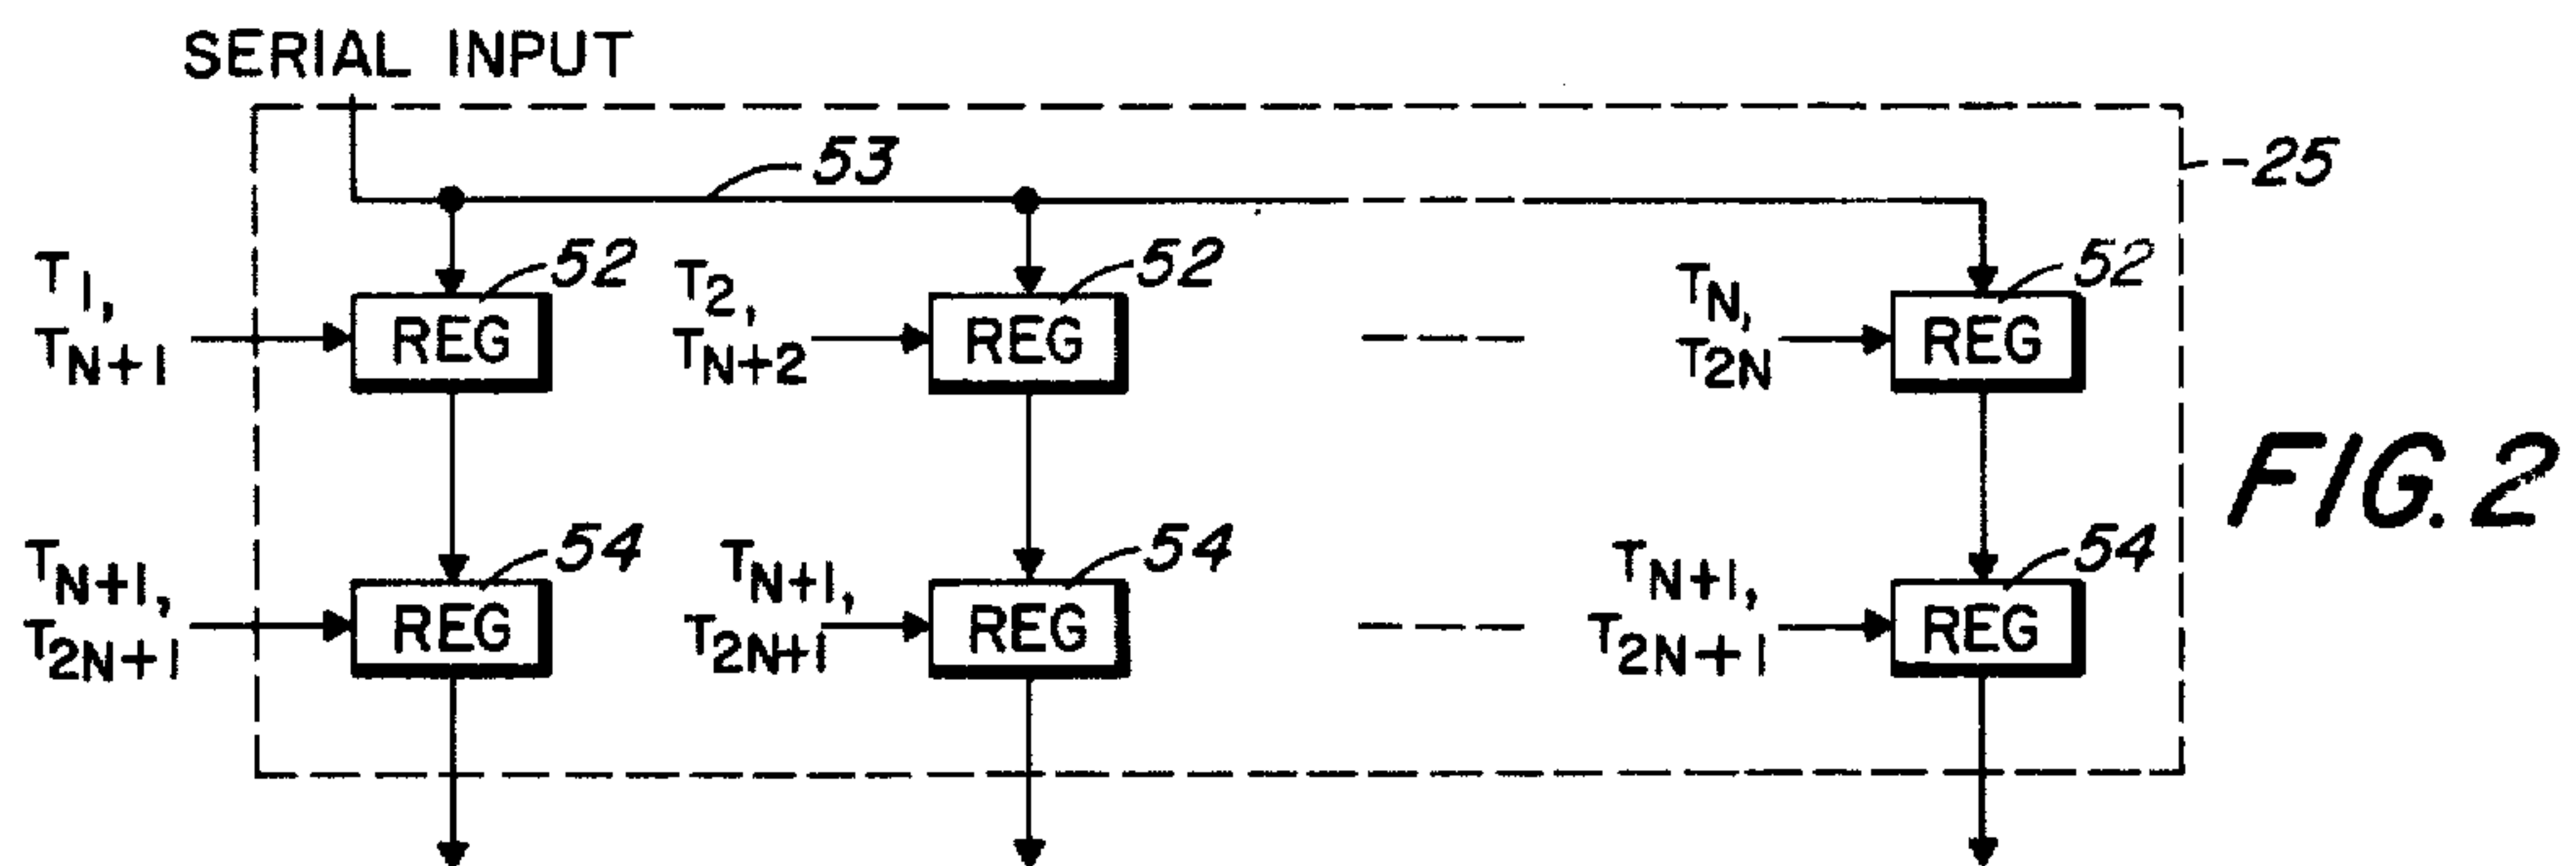 SERIAL INPUT
53
25
T1, TN+1
52
T2, TN+2
52
TN, T2N
52
REG
REG
REG
FIG. 2
TN+1, T2N+1
54
TN+1, T2N+1
54
TN+1, T2N+1
54
REG
REG
REG